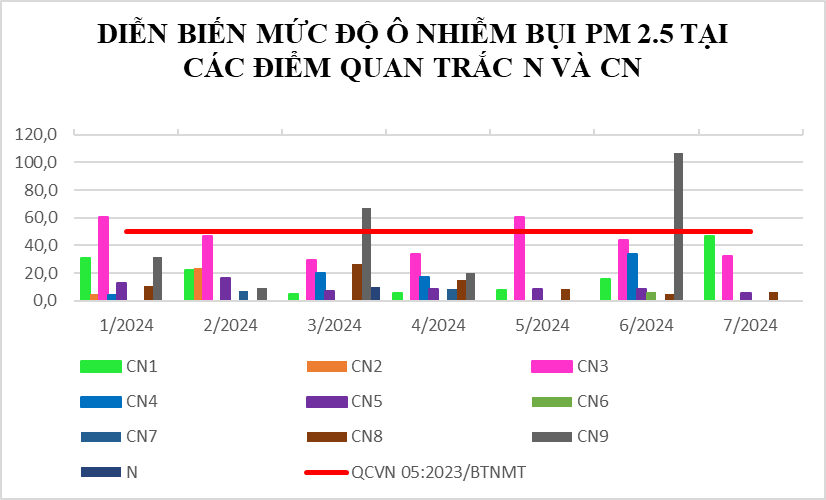 DIỄN BIẾN MỨC ĐỘ Ô NHIỄM BỤI PM 2.5 TẠI
CÁC ĐIỂM QUAN TRẮC N VÀ CN
120,0
100,0
80,0
60,0
40,0
20,0
0,0
1/2024 2/2024 3/2024 4/2024 5/2024 6/2024 7/2024
CN1 CN2 CN3
CN4 CN5 CN6
CN7 CN8 CN9
N QCVN 05:2023/BTNMT